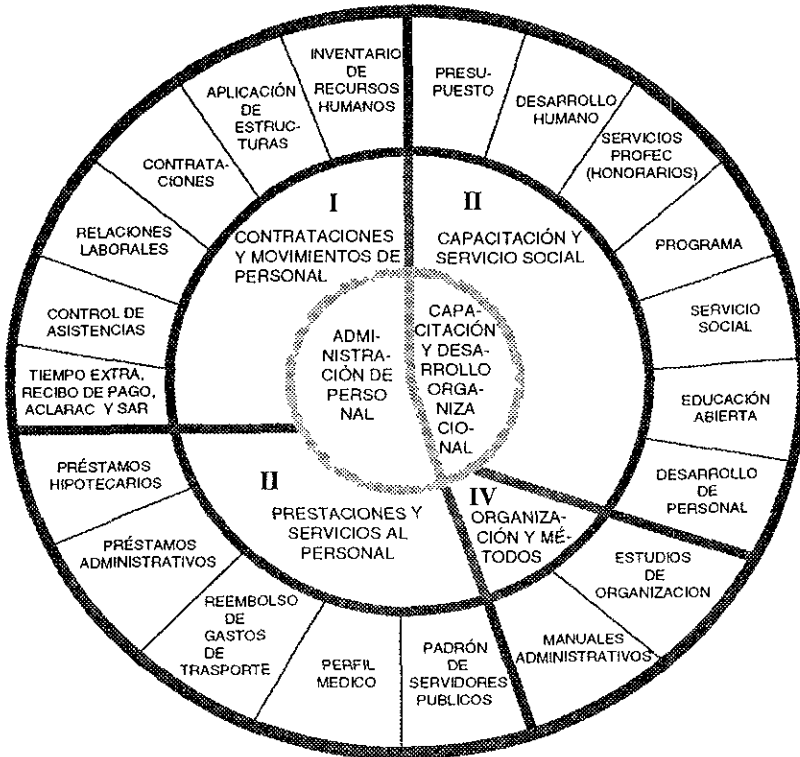 INVENTARIO
DE
RECURSOS
HUMANOS
PRESU-
PUESTO
DESARROLLO
HUMANO
SERVICIOS
PROFEC
(HONORARIOS)
PROGRAMA
SERVICIO
SOCIAL
EDUCACIÓN
ABIERTA
DESARROLLO
DE
PERSONAL
ESTUDIOS
DE
ORGANIZACION
MANUALES
ADMINISTRATIVOS
PADRÓN
DE
SERVIDORES
PUBLICOS
PERFIL
MEDICO
REEMBOLSO
DE
GASTOS
DE
TRASPORTE
PRÉSTAMOS
ADMINISTRATIVOS
PRÉSTAMOS
HIPOTECARIOS
TIEMPO EXTRA,
RECIBO DE PAGO,
ACLARAC Y SAR
CONTROL DE
ASISTENCIAS
RELACIONES
LABORALES
CONTRATA-
CIONES
APLICACIÓN
DE
ESTRUC-
TURAS
I
CONTRATACIONES
Y MOVIMIENTOS DE
PERSONAL
II
CAPACITACIÓN Y
SERVICIO SOCIAL
II
PRESTACIONES Y
SERVICIOS AL
PERSONAL
IV
ORGANIZA-
CIÓN Y MÉ-
TODOS
ADMI-
NISTRA-
CIÓN DE
PERSO
NAL
CAPA-
CITACIÓN
Y DESA-
RROLLO
ORGA-
NIZA
CIO-
NAL